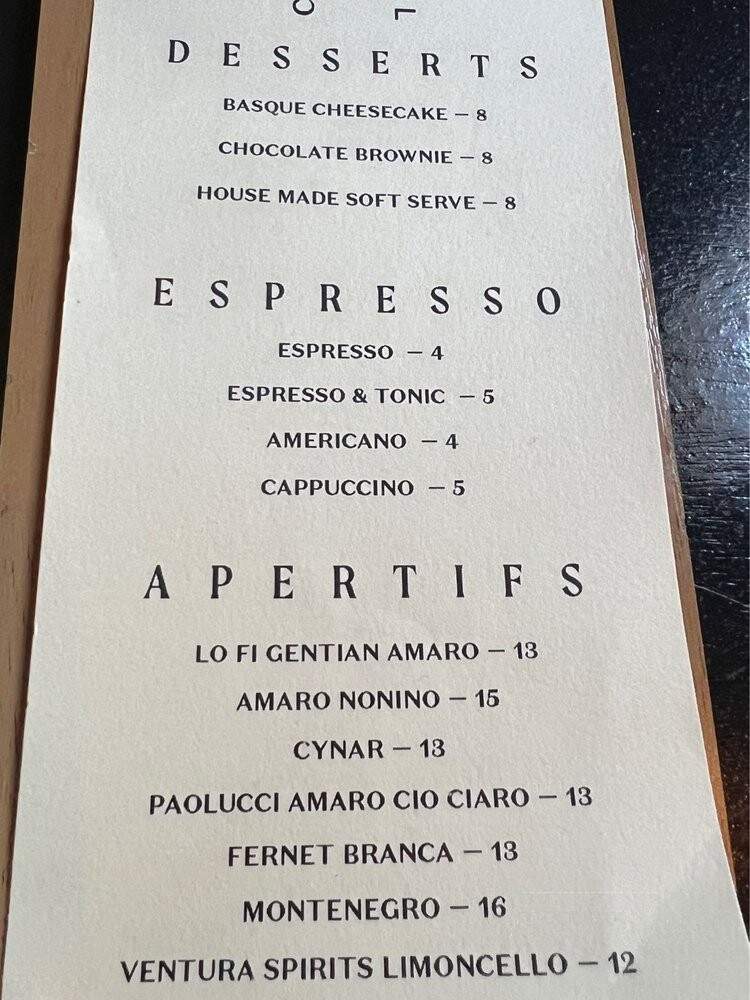 DESSERTS
BASQUE CHEESECAKE – 8
CHOCOLATE BROWNIE – 8
HOUSE MADE SOFT SERVE – 8
ESPRESSO
ESPRESSO – 4
ESPRESSO & TONIC – 5
AMERICANO – 4
CAPPUCCINO – 5
APERTIFS
LO FI GENTIAN AMARO – 13
AMARO NONINO – 15
CYNAR – 13
PAOLUCCI AMARO CIO CIARO – 13
FERNET BRANCA – 13
MONTENEGRO – 16
VENTURA SPIRITS LIMONCELLO – 12